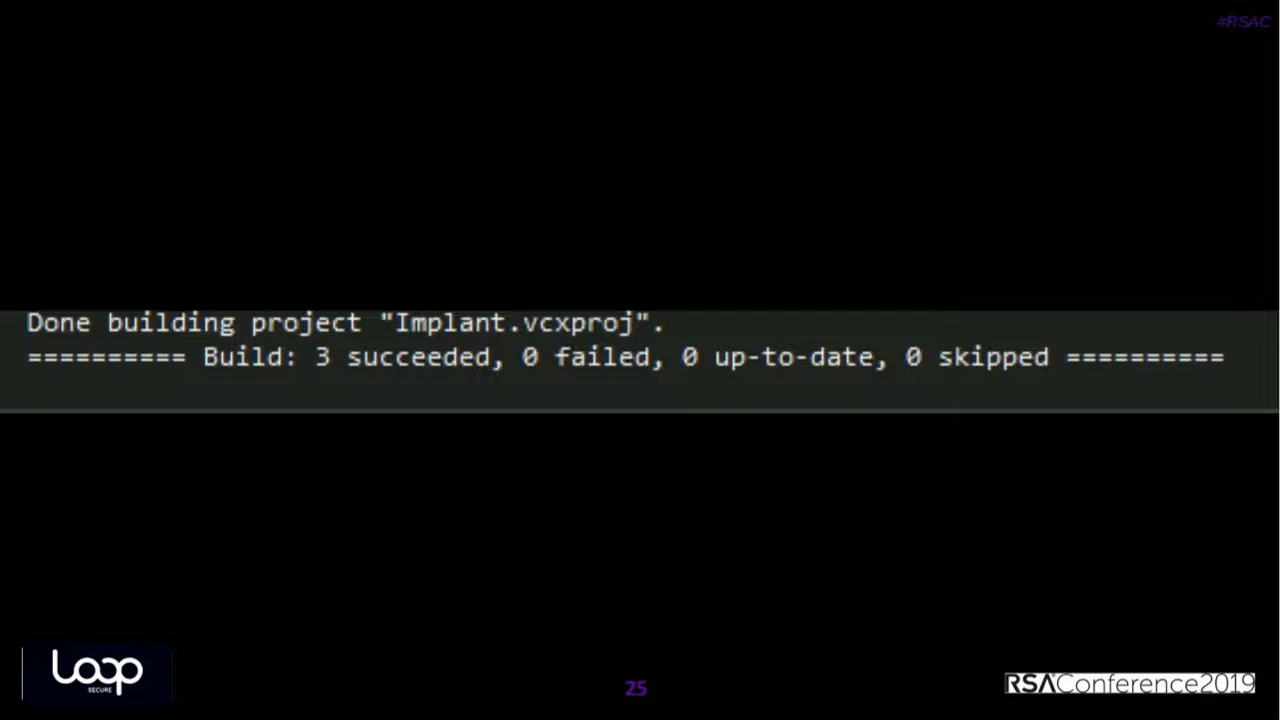 #RSAC
Done building project "Implant.vcxproj".
========== Build: 3 succeeded, 0 failed, 0 up-to-date, 0 skipped ==========
Loop
SECURE
25
RSAConference2019